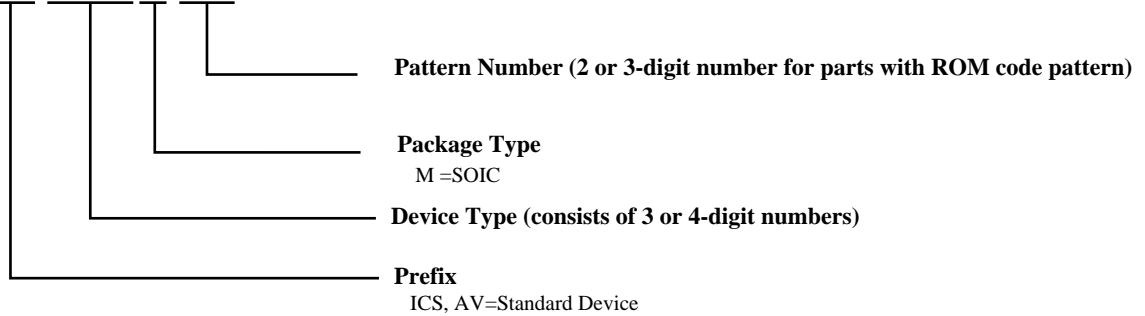 Pattern Number (2 or 3-digit number for parts with ROM code pattern)
Package Type
M =SOIC
Device Type (consists of 3 or 4-digit numbers)
Prefix
ICS, AV=Standard Device